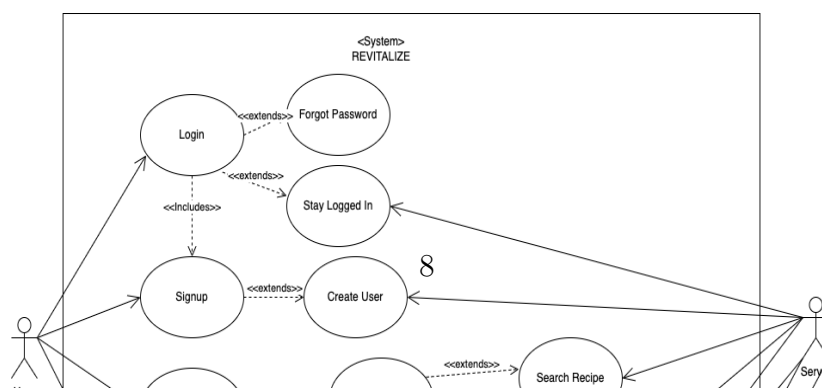 <System>
REVITALIZE
<<extends>>
Forgot Password
Login
<<extends>>
Stay Logged In
<<Includes>>
8
Signup
<<extends>>
Create User
<<extends>>
Search Recipe